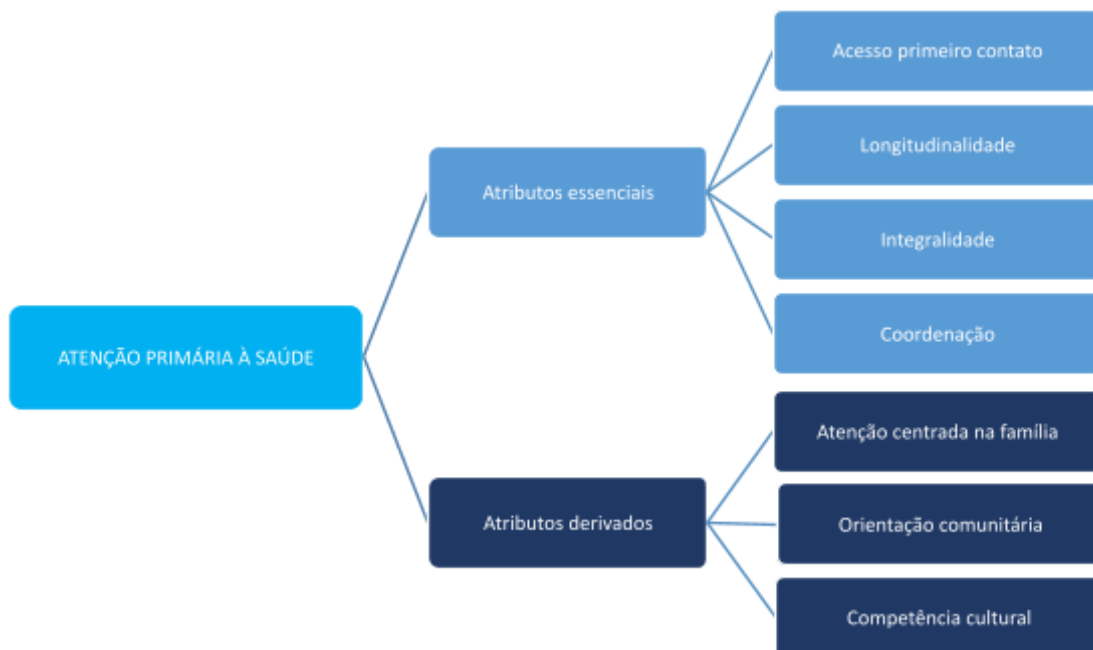 ATENÇÃO PRIMÁRIA À SAÚDE
Atributos essenciais
Acesso primeiro contato
Longitudinalidade
Integralidade
Coordenação
Atributos derivados
Atenção centrada na família
Orientação comunitária
Competência cultural